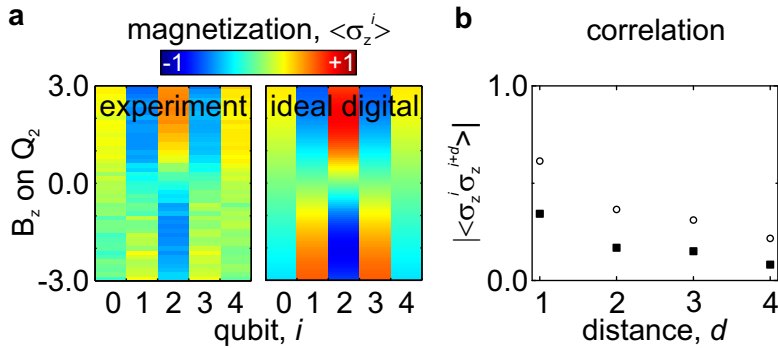 a
magnetization, <σ_z^i>
-1 +1
experiment
ideal digital
B_z on Q_2
3.0
0.0
-3.0
0 1 2 3 4 0 1 2 3 4
qubit, i
b
correlation
|<σ_z^i σ_z^{i+d}>|
1.0
0.0
1 2 3 4
distance, d